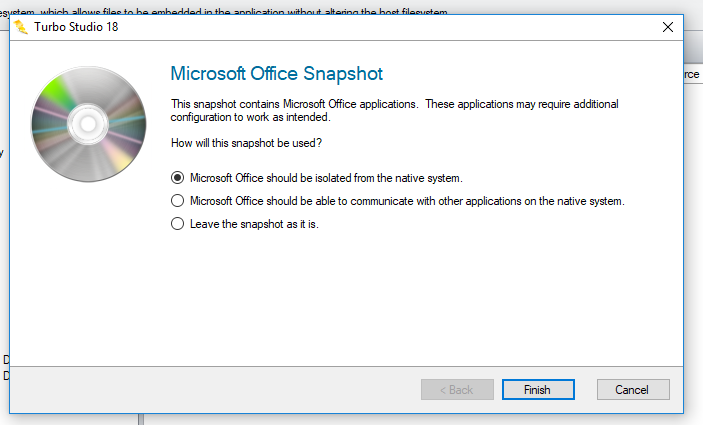 esystem, which allows files to be embedded in the application without altering the host filesystem
Turbo Studio 18
rce
Microsoft Office Snapshot
This snapshot contains Microsoft Office applications. These applications may require additional
configuration to work as intended.
How will this snapshot be used?
y
Microsoft Office should be isolated from the native system.
Microsoft Office should be able to communicate with other applications on the native system.
Leave the snapshot as it is.
D
D
< Back
Finish
Cancel